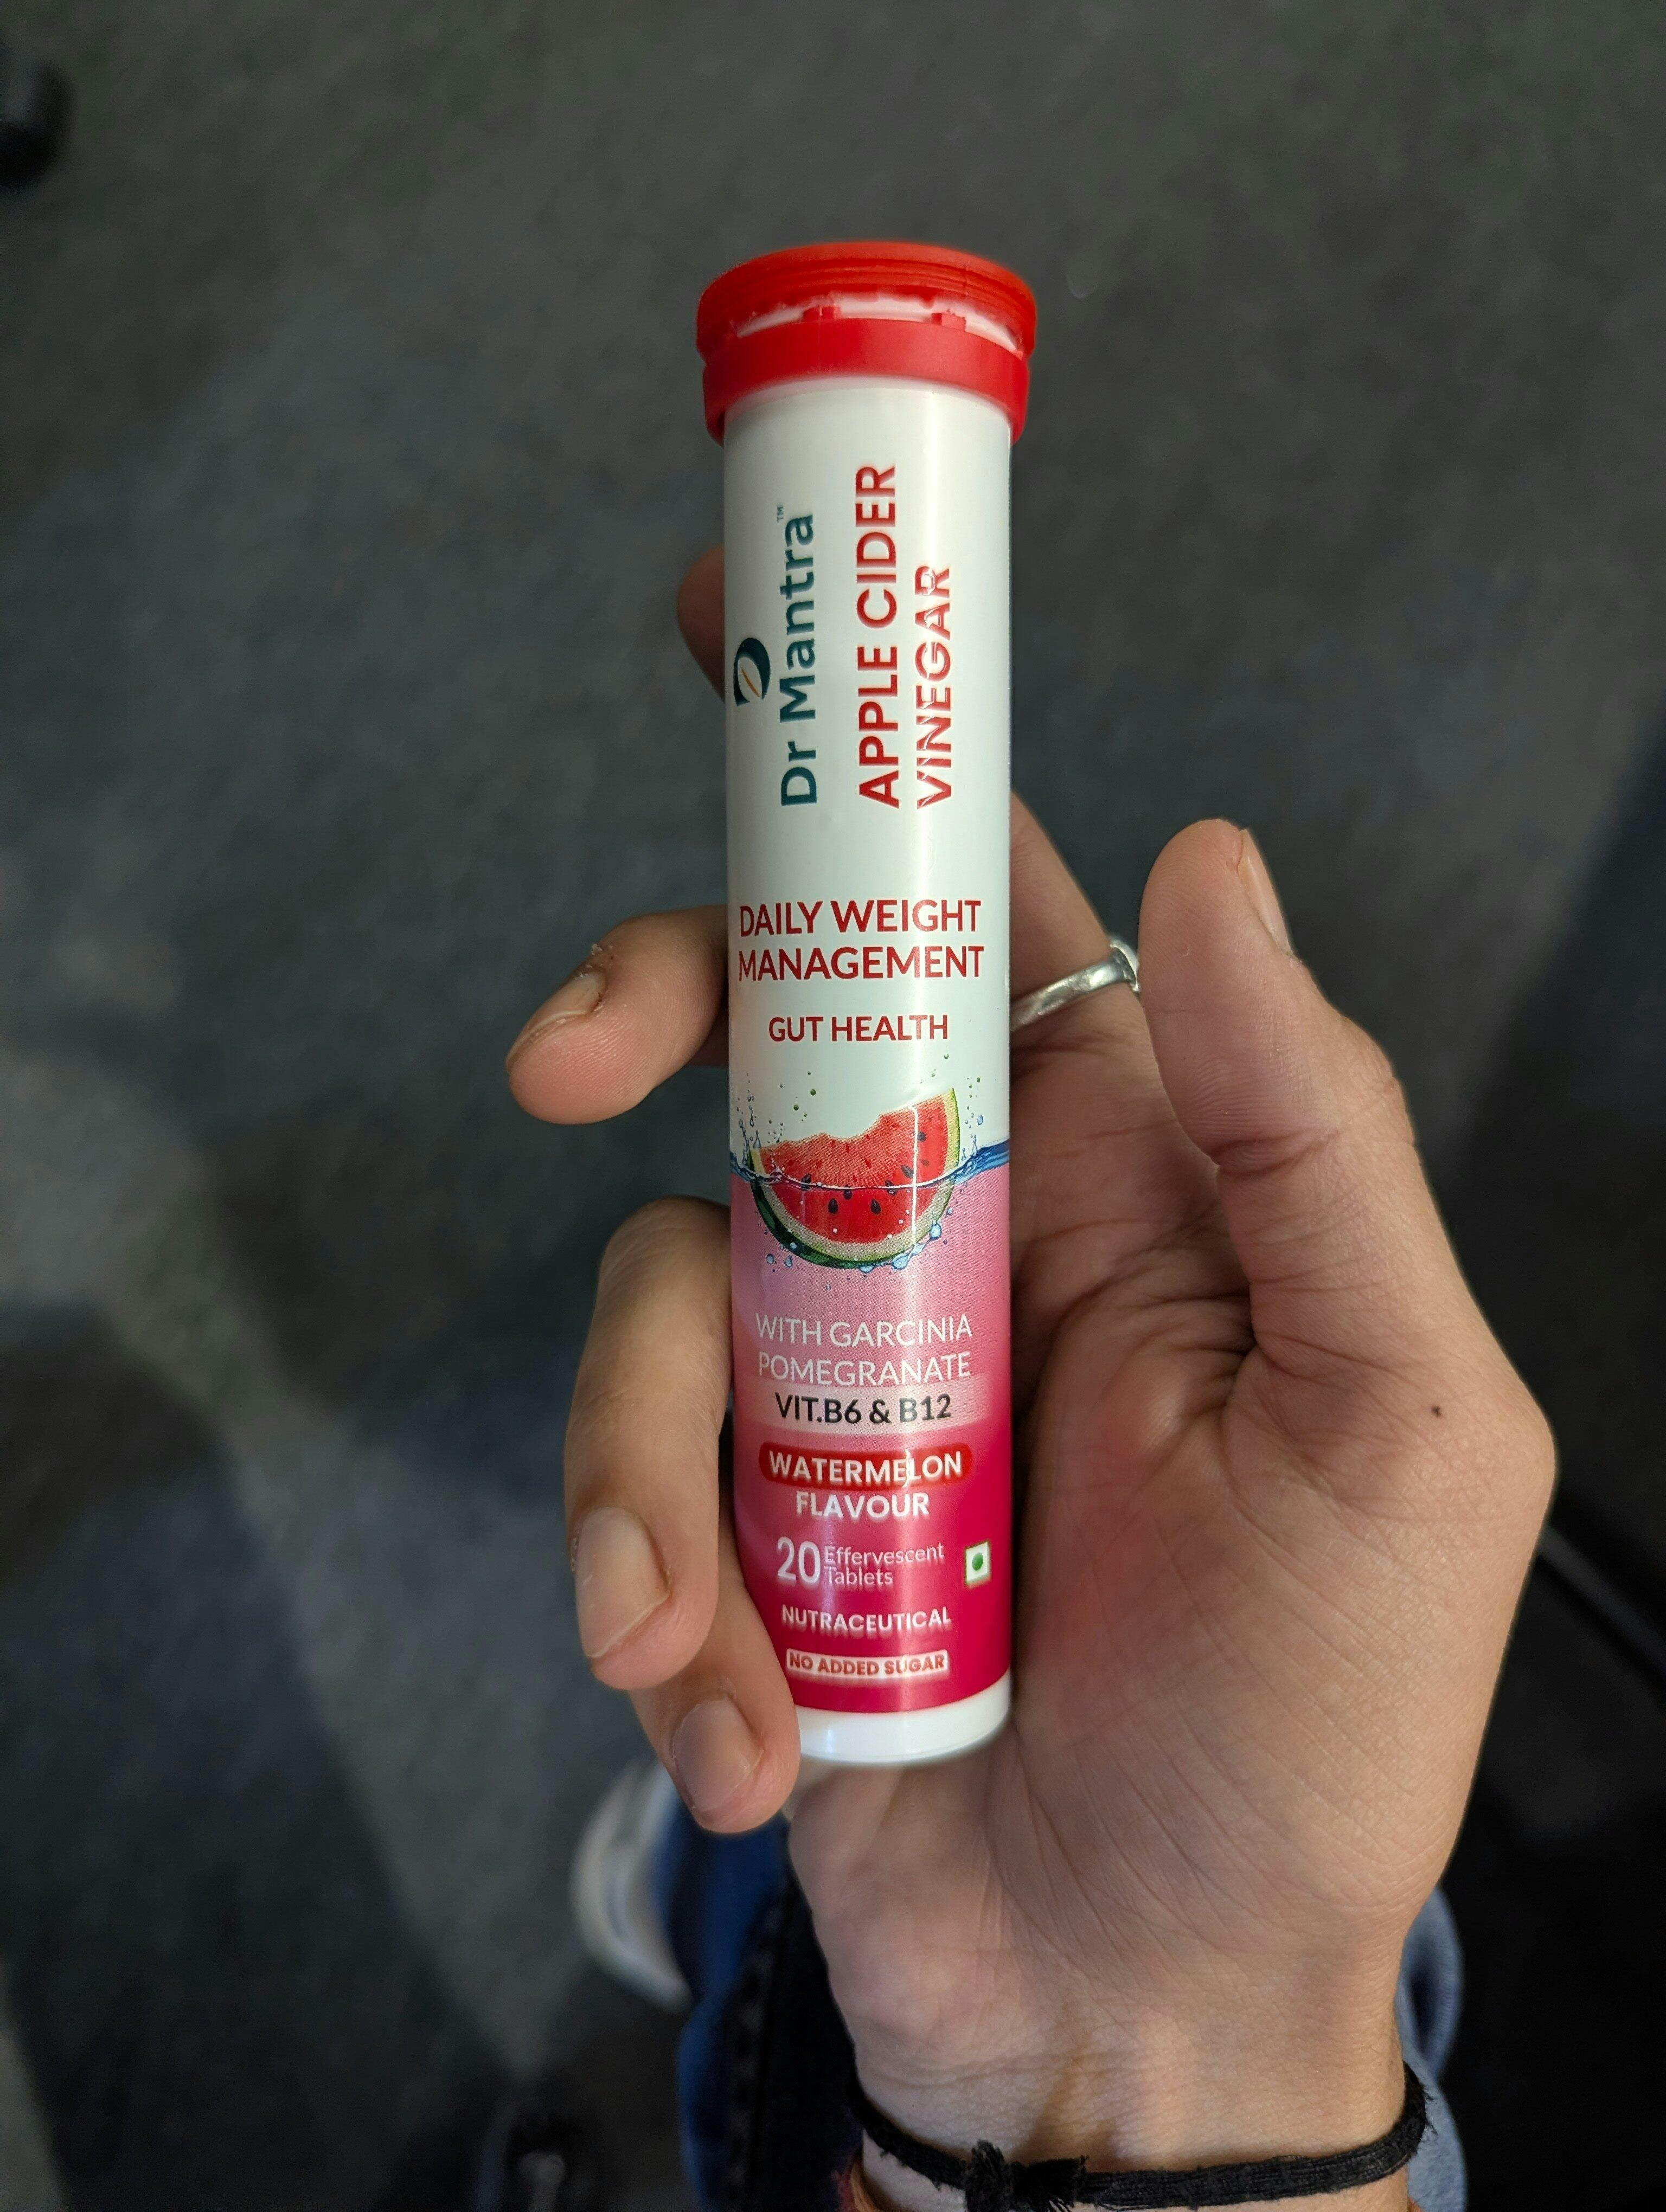 Dr Mantra™
APPLE CIDER
VINEGAR
DAILY WEIGHT
MANAGEMENT
GUT HEALTH
WITH GARCINIA
POMEGRANATE
VIT.B6 & B12
WATERMELON
FLAVOUR
20 Effervescent
Tablets
NUTRACEUTICAL
NO ADDED SUGAR